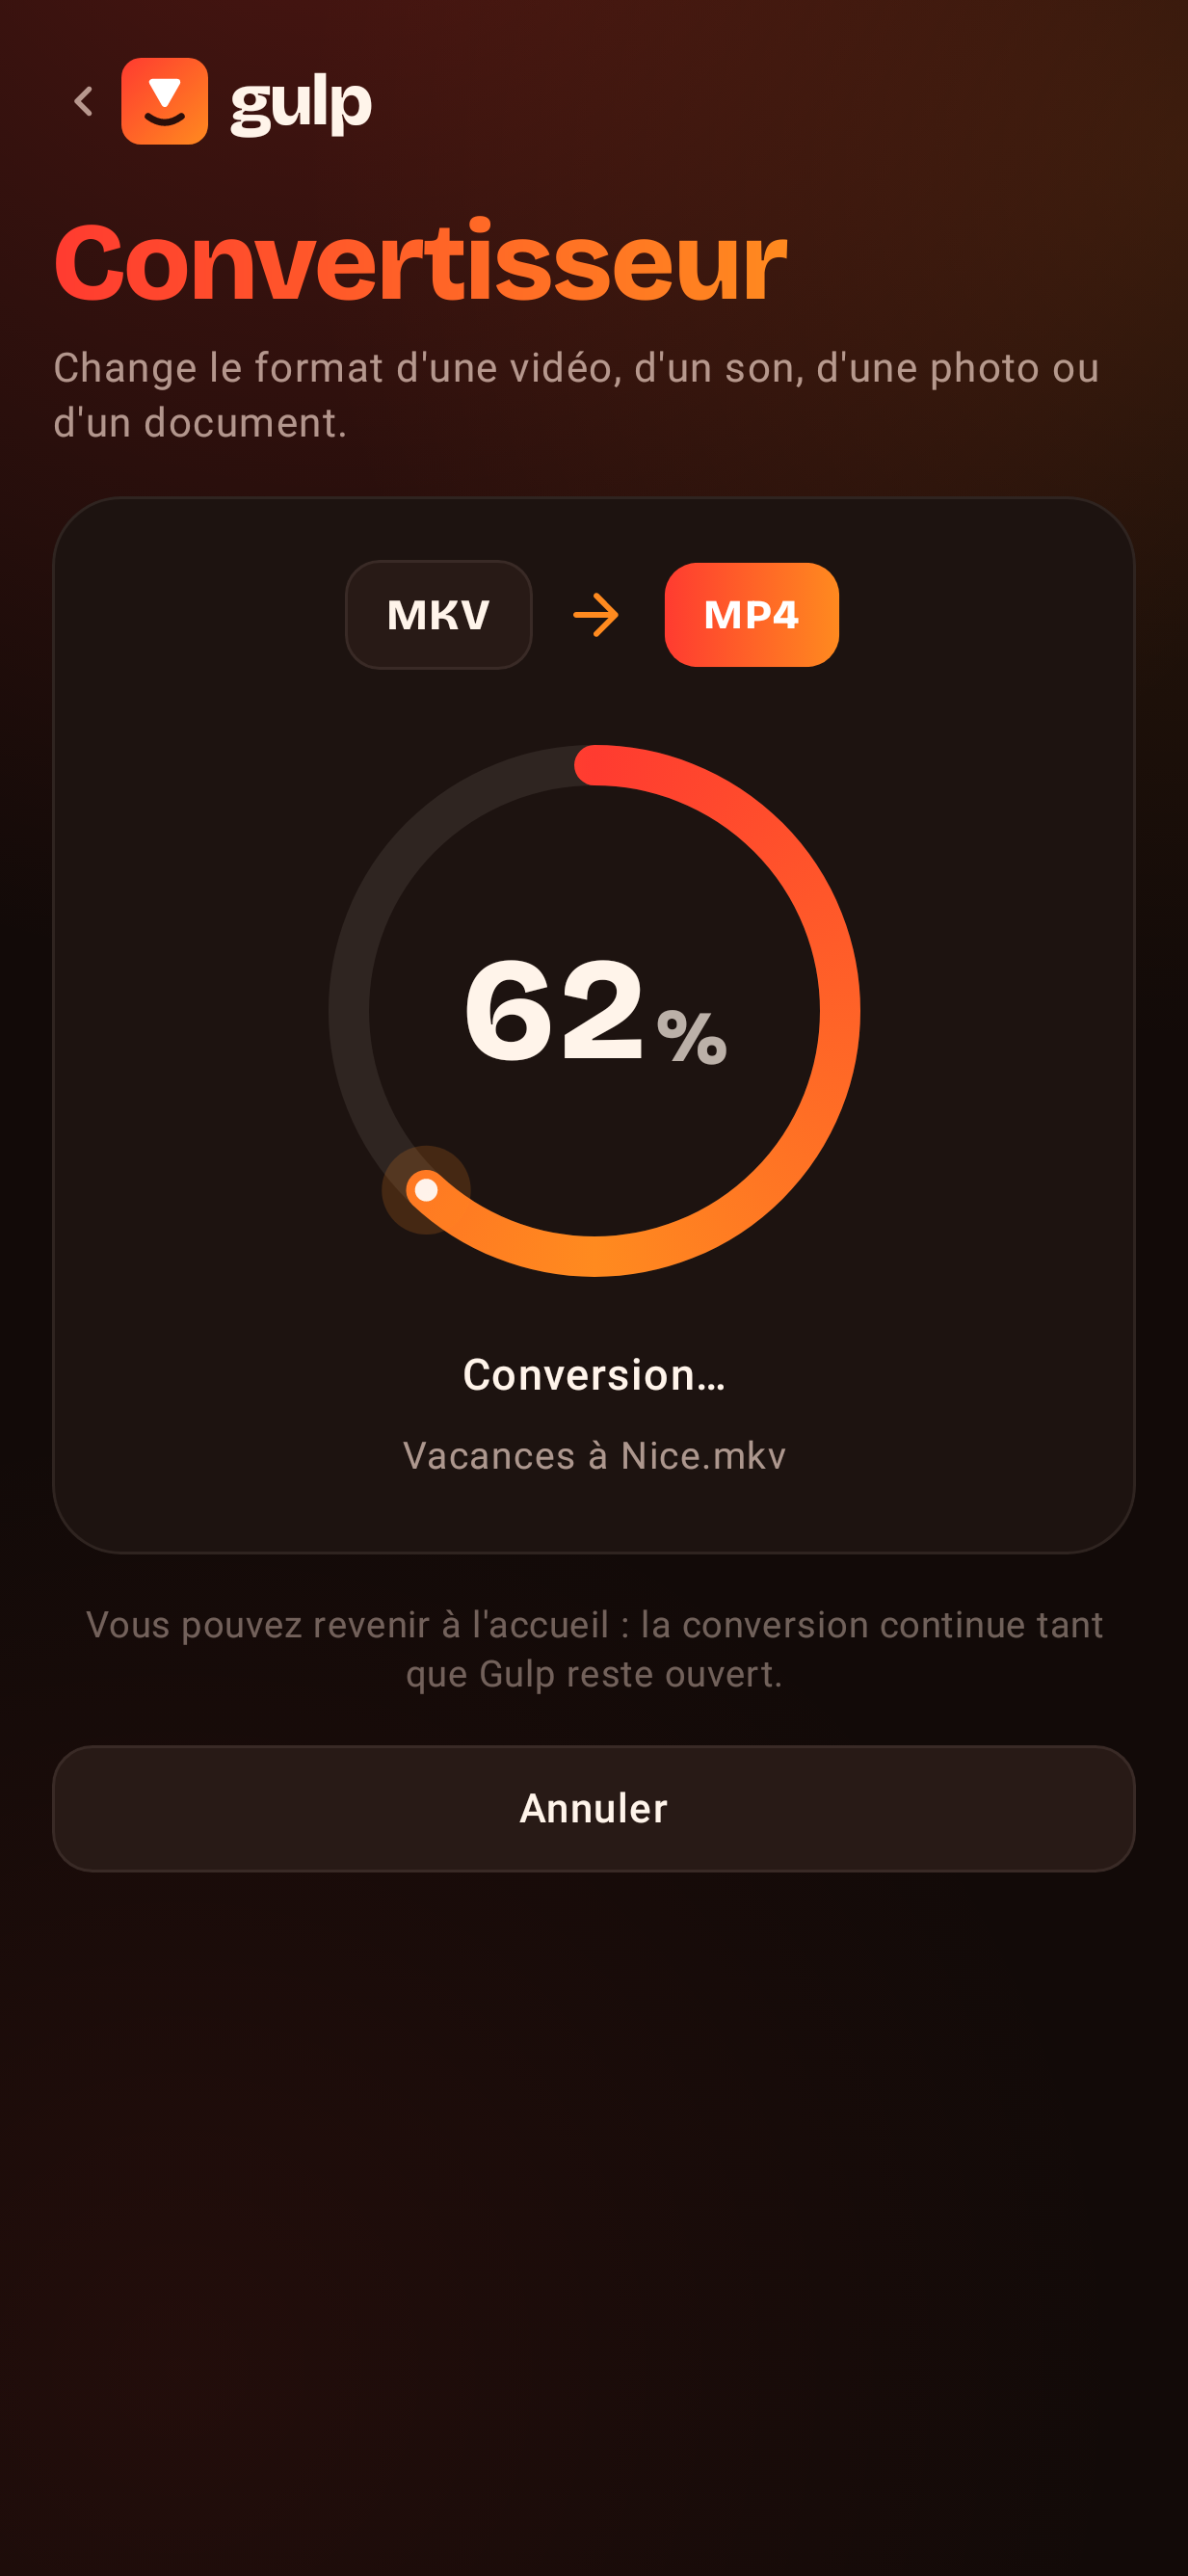 gulp
Convertisseur
Change le format d'une vidéo, d'un son, d'une photo ou
d'un document.
MKV → MP4
62%
Conversion…
Vacances à Nice.mkv
Vous pouvez revenir à l'accueil : la conversion continue tant
que Gulp reste ouvert.
Annuler